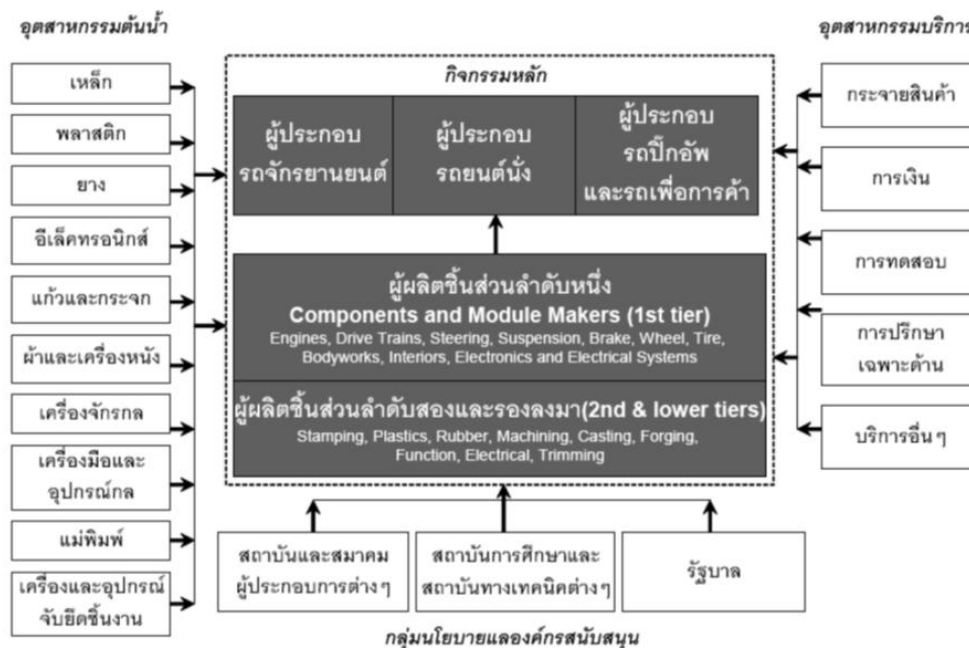 อุตสาหกรรมต้นน้ำ
เหล็ก
พลาสติก
ยาง
อีเล็คทรอนิกส์
แก้วและกระจก
ผ้าและเครื่องหนัง
เครื่องจักรกล
เครื่องมือและ
อุปกรณ์กล
แม่พิมพ์
เครื่องและอุปกรณ์
จับยึดชิ้นงาน
กิจกรรมหลัก
ผู้ประกอบ
รถจักรยานยนต์
ผู้ประกอบ
รถยนต์นั่ง
ผู้ประกอบ
รถปิ๊กอัพ
และรถเพื่อการค้า
ผู้ผลิตชิ้นส่วนลำดับหนึ่ง
Components and Module Makers (1st tier)
Engines, Drive Trains, Steering, Suspension, Brake, Wheel, Tire,
Bodyworks, Interiors, Electronics and Electrical Systems
ผู้ผลิตชิ้นส่วนลำดับสองและรองลงมา(2nd & lower tiers)
Stamping, Plastics, Rubber, Machining, Casting, Forging,
Function, Electrical, Trimming
สถาบันและสมาคม
ผู้ประกอบการต่างๆ
สถาบันการศึกษาและ
สถาบันทางเทคนิคต่างๆ
รัฐบาล
กลุ่มนโยบายแลองค์กรสนับสนุน
อุตสาหกรรมบริการ
กระจายสินค้า
การเงิน
การทดสอบ
การปรึกษา
เฉพาะด้าน
บริการอื่นๆ